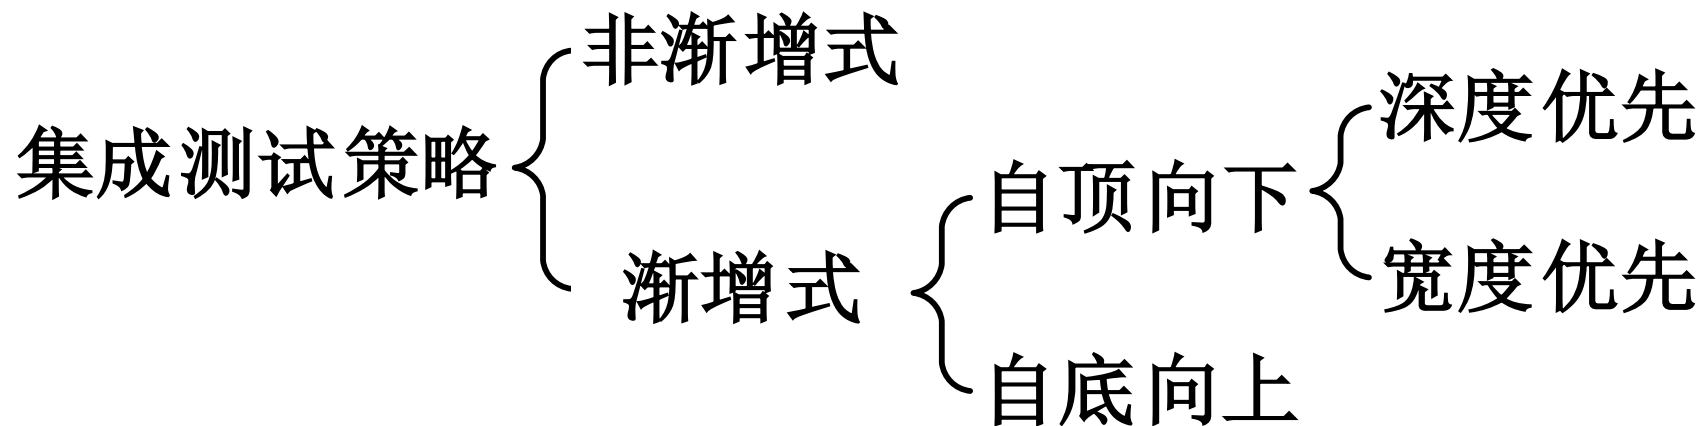 集成测试策略
非渐增式
渐增式
自顶向下
深度优先
宽度优先
自底向上